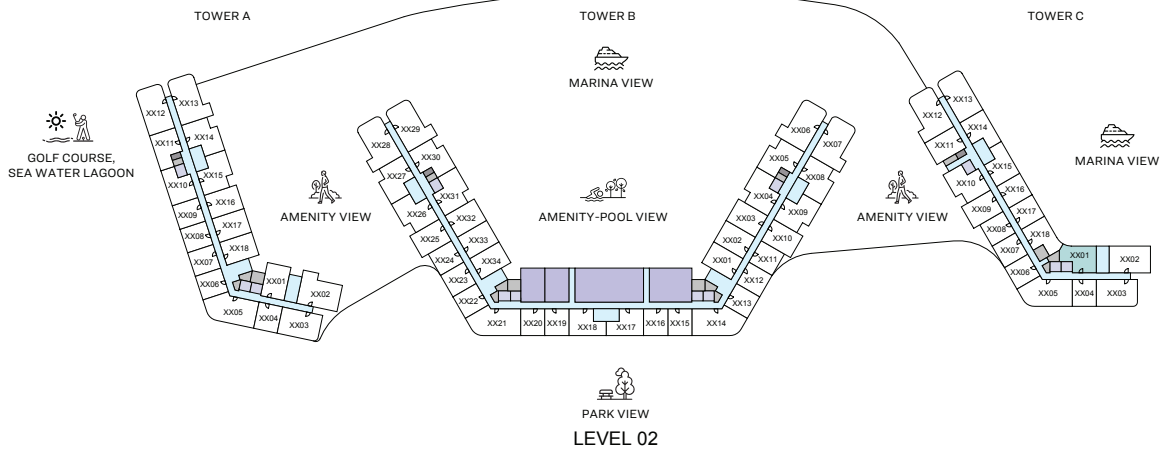 TOWER A
TOWER B
TOWER C
MARINA VIEW
GOLF COURSE,
SEA WATER LAGOON
AMENITY VIEW
AMENITY-POOL VIEW
AMENITY VIEW
MARINA VIEW
XX12
XX13
XX11
XX14
XX10
XX15
XX09
XX16
XX08
XX17
XX07
XX18
XX06
XX01
XX02
XX05
XX04
XX03
XX28
XX29
XX27
XX30
XX26
XX31
XX25
XX32
XX24
XX33
XX23
XX34
XX22
XX21
XX20
XX19
XX18
XX17
XX16
XX15
XX14
XX06
XX07
XX05
XX08
XX04
XX09
XX03
XX10
XX02
XX11
XX01
XX12
XX13
XX12
XX13
XX11
XX14
XX10
XX15
XX09
XX16
XX08
XX17
XX07
XX18
XX06
XX01
XX02
XX05
XX04
XX03
PARK VIEW
LEVEL 02